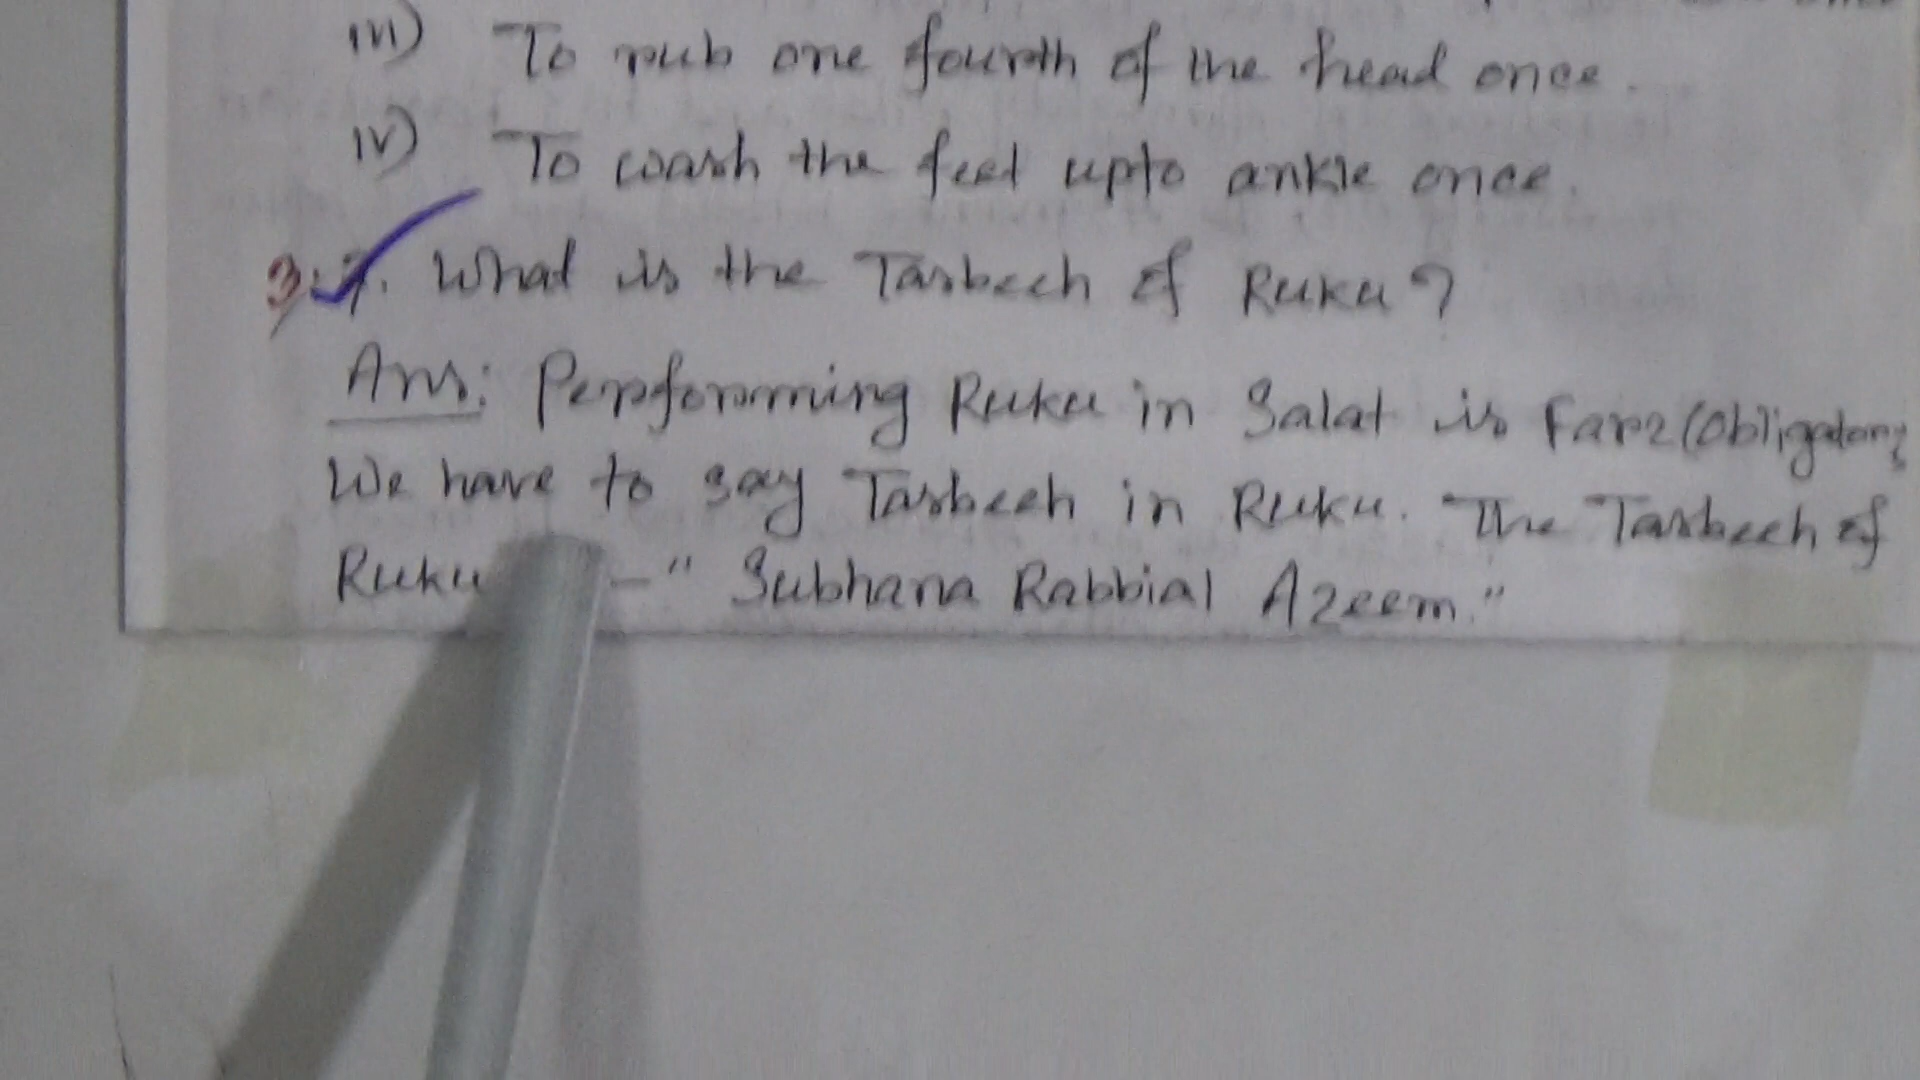 iii) To rub one fourth of the head once.
iv) To wash the feet upto ankle once.
3. What is the Tasbeeh of Ruku?
Ans: Performing Ruku in Salat is Farz (Obligatory)
We have to say Tasbeeh in Ruku. The Tasbeeh of
Ruku – "Subhana Rabbial Azeem."